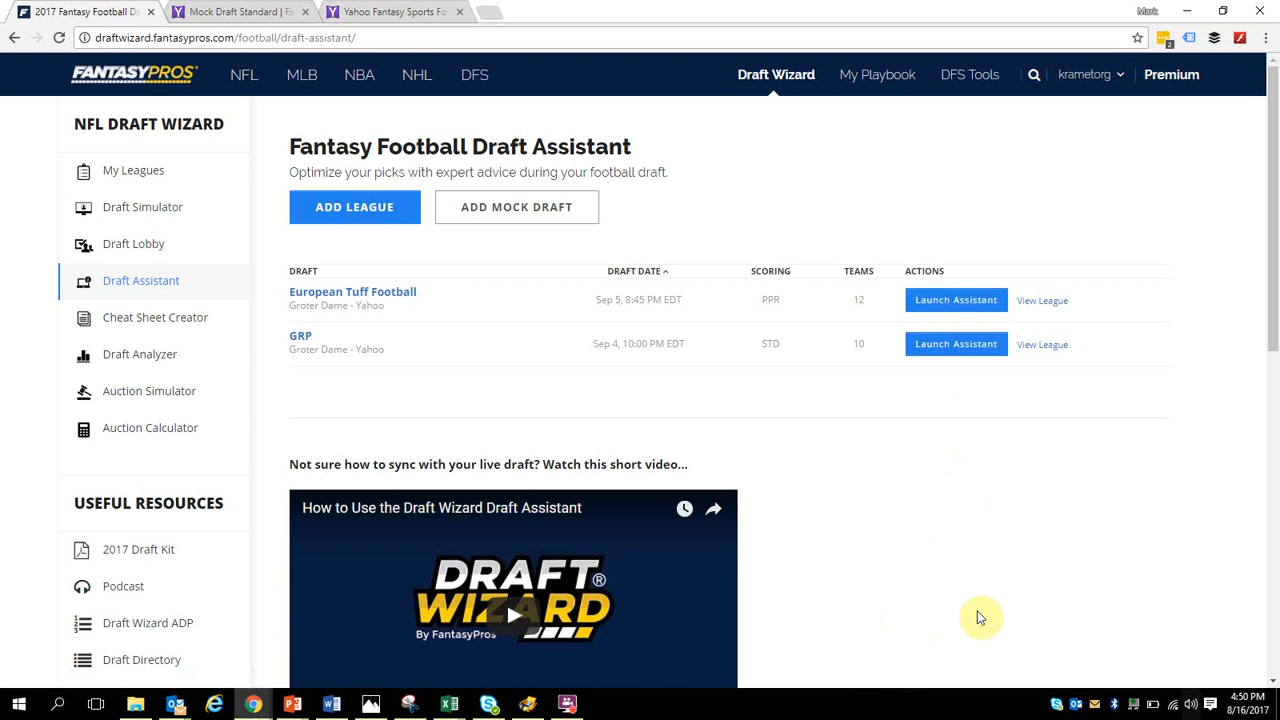 2017 Fantasy Football D
Mock Draft Standard | Fa
Yahoo Fantasy Sports Fo
Mark
draftwizard.fantasypros.com/football/draft-assistant/
2
FANTASYPROS
NFL
MLB
NBA
NHL
DFS
Draft Wizard
My Playbook
DFS Tools
krametorg
Premium
NFL DRAFT WIZARD
My Leagues
Draft Simulator
Draft Lobby
Draft Assistant
Cheat Sheet Creator
Draft Analyzer
Auction Simulator
Auction Calculator
USEFUL RESOURCES
2017 Draft Kit
Podcast
Draft Wizard ADP
Draft Directory
Fantasy Football Draft Assistant
Optimize your picks with expert advice during your football draft.
ADD LEAGUE
ADD MOCK DRAFT
DRAFT DRAFT DATE SCORING TEAMS ACTIONS
European Tuff Football Sep 5, 8:45 PM EDT PPR 12 Launch Assistant View League
Groter Dame - Yahoo
GRP Sep 4, 10:00 PM EDT STD 10 Launch Assistant View League
Groter Dame - Yahoo
Not sure how to sync with your live draft? Watch this short video...
How to Use the Draft Wizard Draft Assistant
DRAFT®
WIZARD
By FantasyPros
4:50 PM
8/16/2017